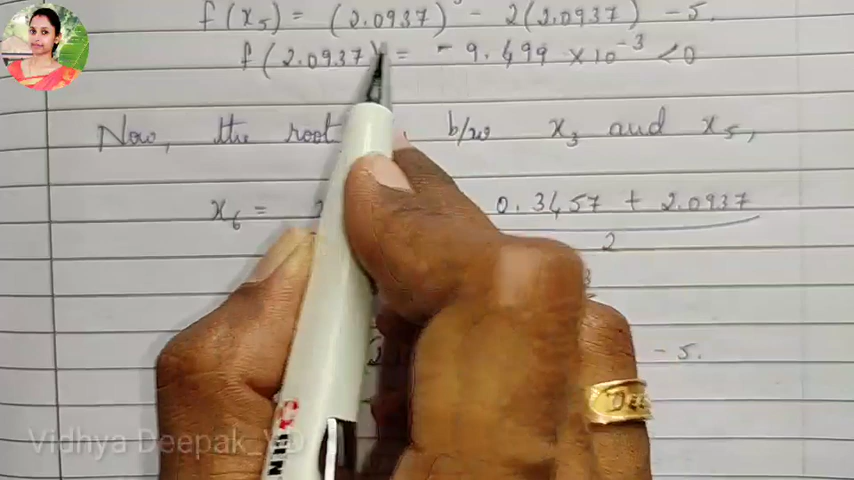 f(x₅) = (2.0937)³ - 2(2.0937) - 5.
f(2.0937) = -9.499 × 10⁻³ < 0
Now, the root b/w x₃ and x₅,
x₆ = 0.3457 + 2.0937
2
- 5.
Vidhya Deepak_YD